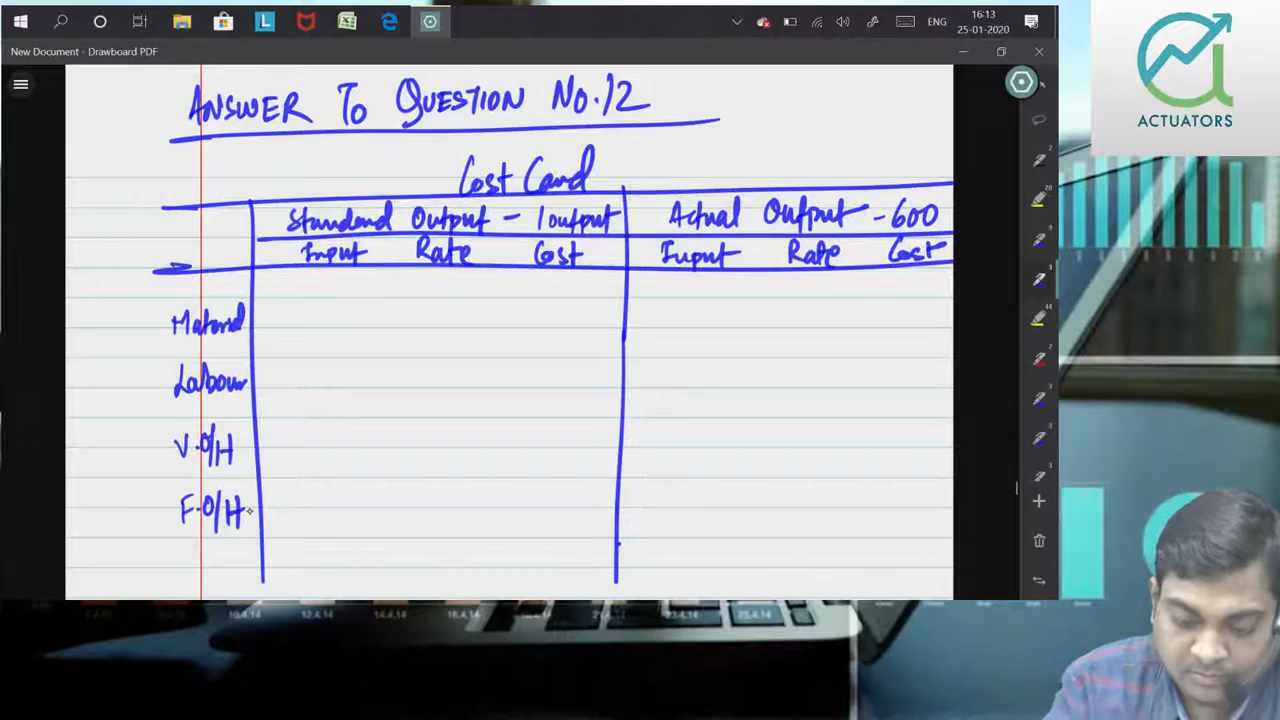 ENG
16:13
25-01-2020
New Document - Drawboard PDF
ANSWER TO QUESTION NO.12
Cost Card
Standard Output - 1 output
Actual Output - 600
Input Rate Cost
Input Rate Cost
Material
Labour
V.O/H
F.O/H
ACTUATORS